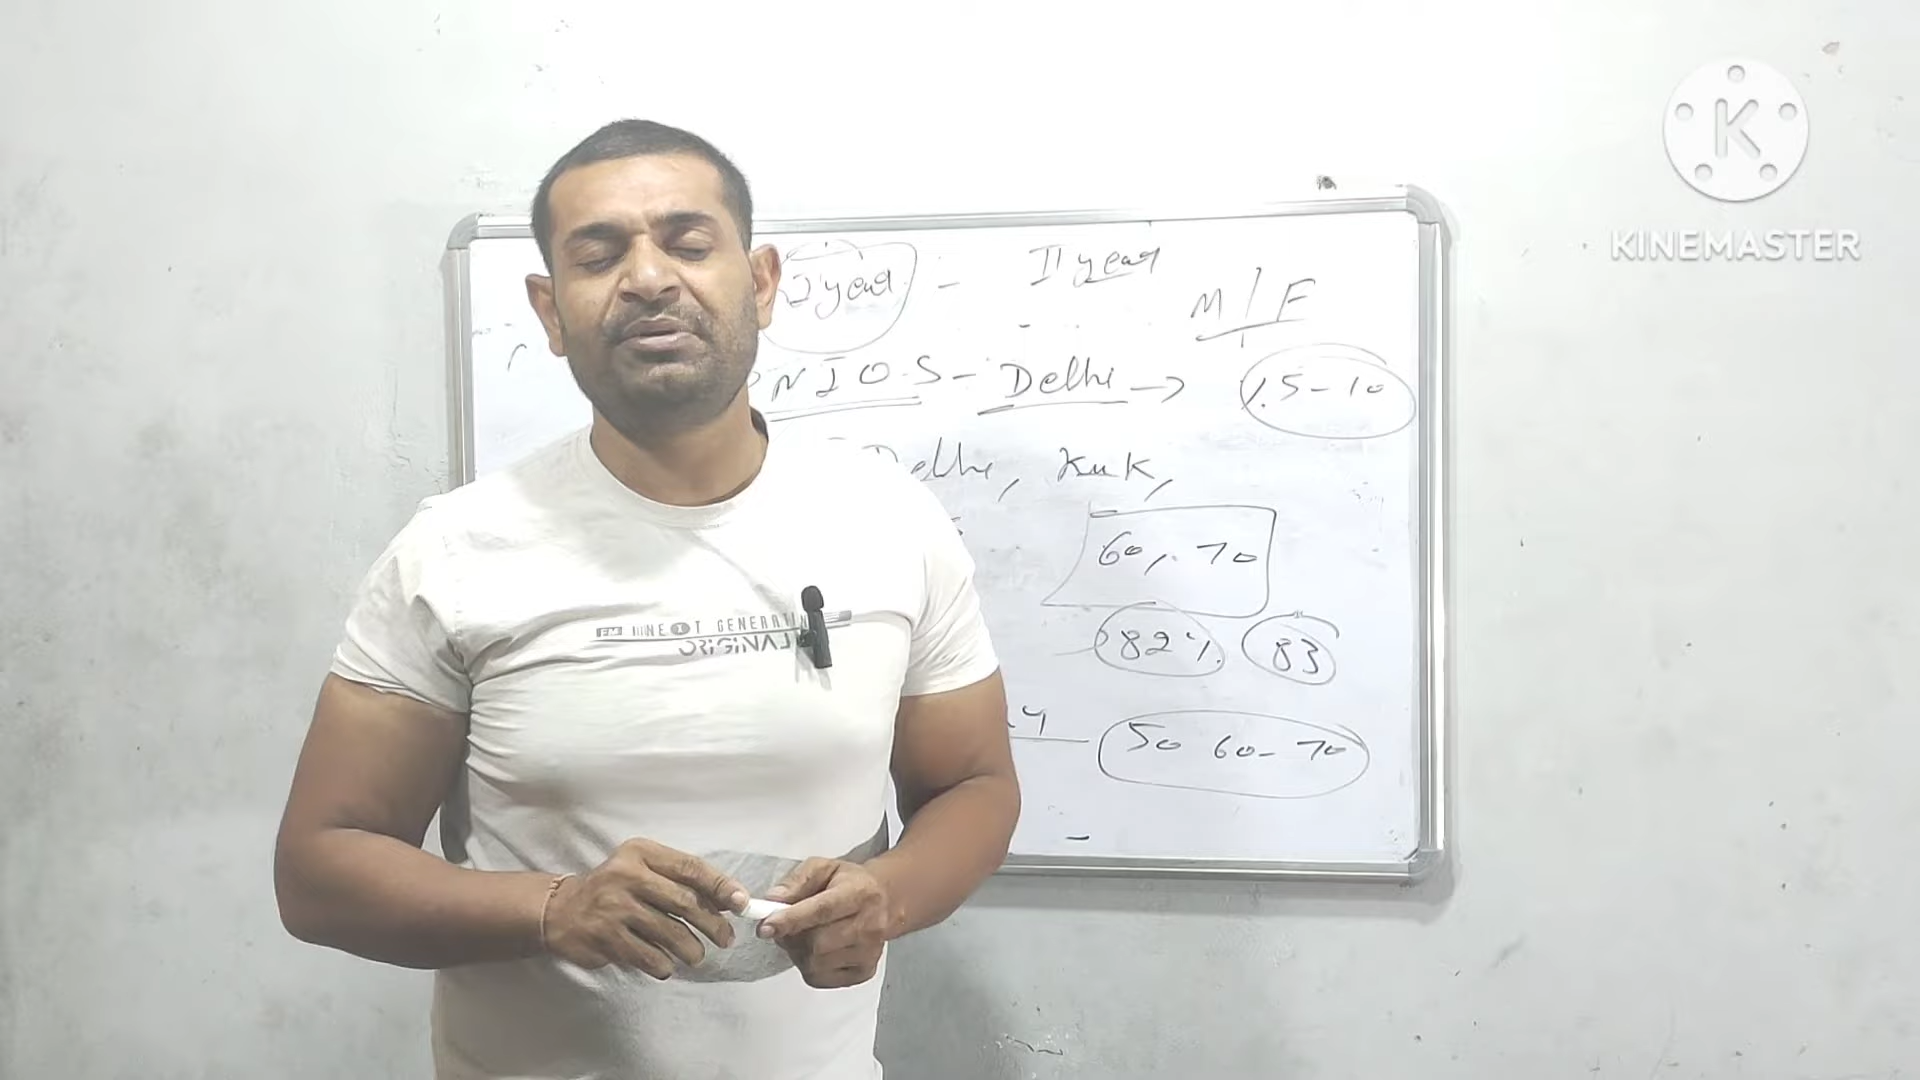 K
KINEMASTER
I year - II year
M / F
NIOS - Delhi → 1.5 - 10
Delhi, KuK,
60, 70
82% 83
50 60 - 70
NEXT GENERATIN
ORIGINAL